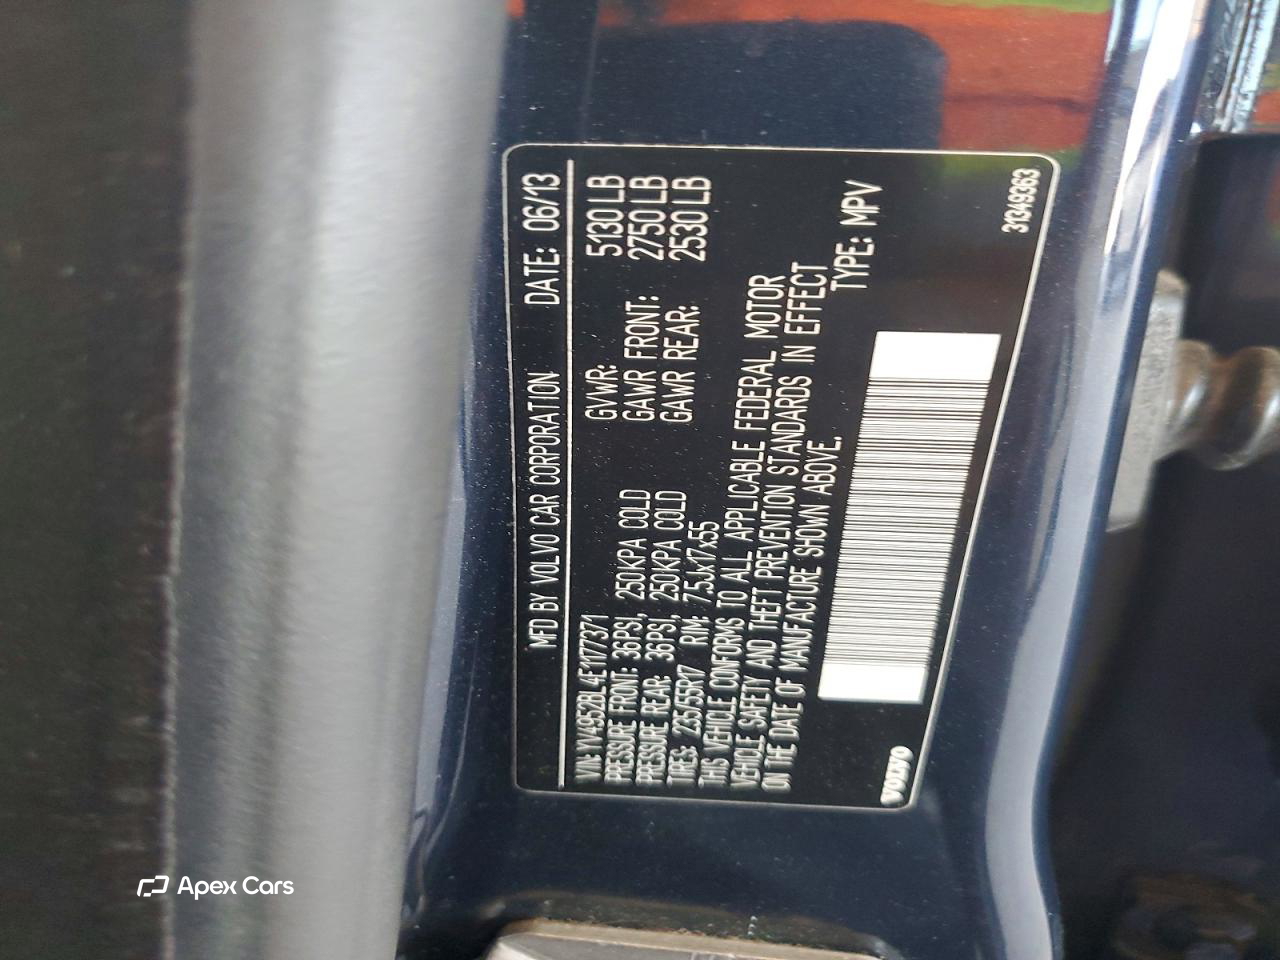 MFD BY VOLVO CAR CORPORATION DATE: 06/13
VIN: YV4952BL4E1177371
PRESSURE FRONT: 36PSI, 250KPA COLD
PRESSURE REAR: 36PSI, 250KPA COLD
TIRES: 235/55R17 RIM: 7.5Jx17x55
GVWR: 5130 LB
GAWR FRONT: 2750 LB
GAWR REAR: 2530 LB
THIS VEHICLE CONFORMS TO ALL APPLICABLE FEDERAL MOTOR
VEHICLE SAFETY AND THEFT PREVENTION STANDARDS IN EFFECT
ON THE DATE OF MANUFACTURE SHOWN ABOVE.
TYPE: MPV
VOLVO
31349363
Apex Cars